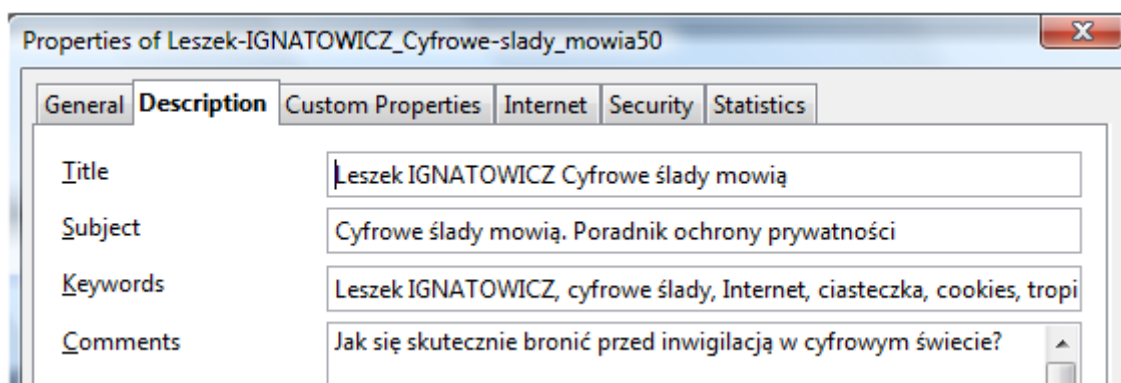 Properties of Leszek-IGNATOWICZ_Cyfrowe-slady_mowia50
General Description Custom Properties Internet Security Statistics
Title Leszek IGNATOWICZ Cyfrowe ślady mowią
Subject Cyfrowe ślady mowią. Poradnik ochrony prywatności
Keywords Leszek IGNATOWICZ, cyfrowe ślady, Internet, ciasteczka, cookies, tropi
Comments Jak się skutecznie bronić przed inwigilacją w cyfrowym świecie?